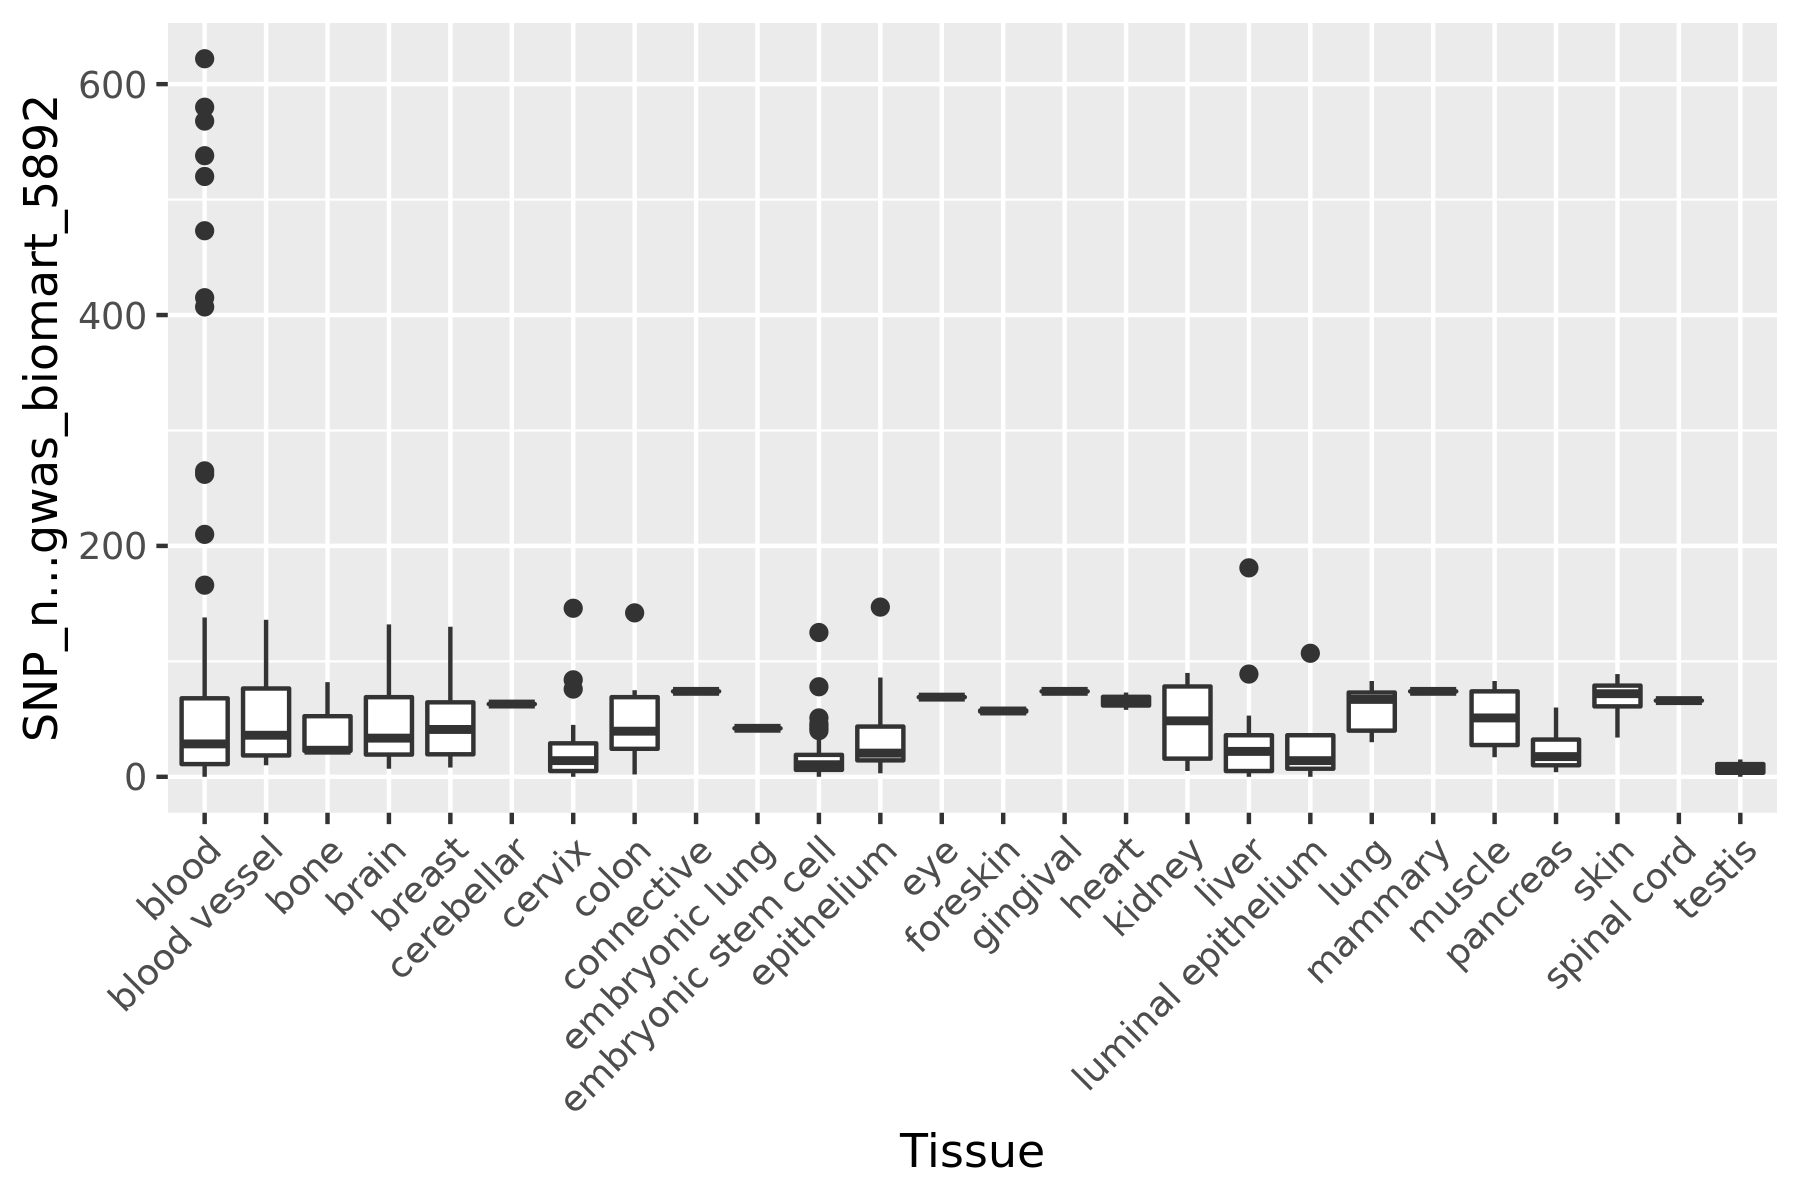 SNP_n...gwas_biomart_5892
600
400
200
0
blood
blood vessel
bone
brain
breast
cerebellar
cervix
colon
connective
embryonic lung
embryonic stem cell
epithelium
eye
foreskin
gingival
heart
kidney
liver
luminal epithelium
lung
mammary
muscle
pancreas
skin
spinal cord
testis
Tissue